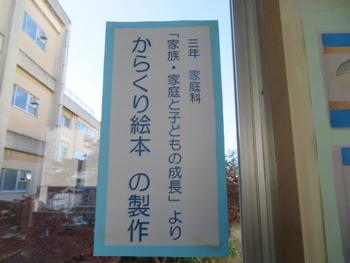 三年　家庭科
「家族・家庭と子どもの成長」より
からくり絵本　の製作